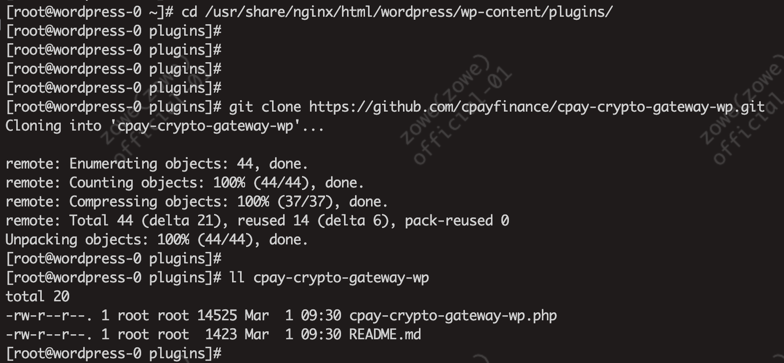 [root@wordpress-0 ~]# cd /usr/share/nginx/html/wordpress/wp-content/plugins/
[root@wordpress-0 plugins]#
[root@wordpress-0 plugins]#
[root@wordpress-0 plugins]#
[root@wordpress-0 plugins]#
[root@wordpress-0 plugins]# git clone https://github.com/cpayfinance/cpay-crypto-gateway-wp.git
Cloning into 'cpay-crypto-gateway-wp'...
remote: Enumerating objects: 44, done.
remote: Counting objects: 100% (44/44), done.
remote: Compressing objects: 100% (37/37), done.
remote: Total 44 (delta 21), reused 14 (delta 6), pack-reused 0
Unpacking objects: 100% (44/44), done.
[root@wordpress-0 plugins]#
[root@wordpress-0 plugins]# ll cpay-crypto-gateway-wp
total 20
-rw-r--r--. 1 root root 14525 Mar  1 09:30 cpay-crypto-gateway-wp.php
-rw-r--r--. 1 root root  1423 Mar  1 09:30 README.md
[root@wordpress-0 plugins]#
zowe(zowe)
official-01
zowe(zowe)
official-01
zowe(zowe)
official-01